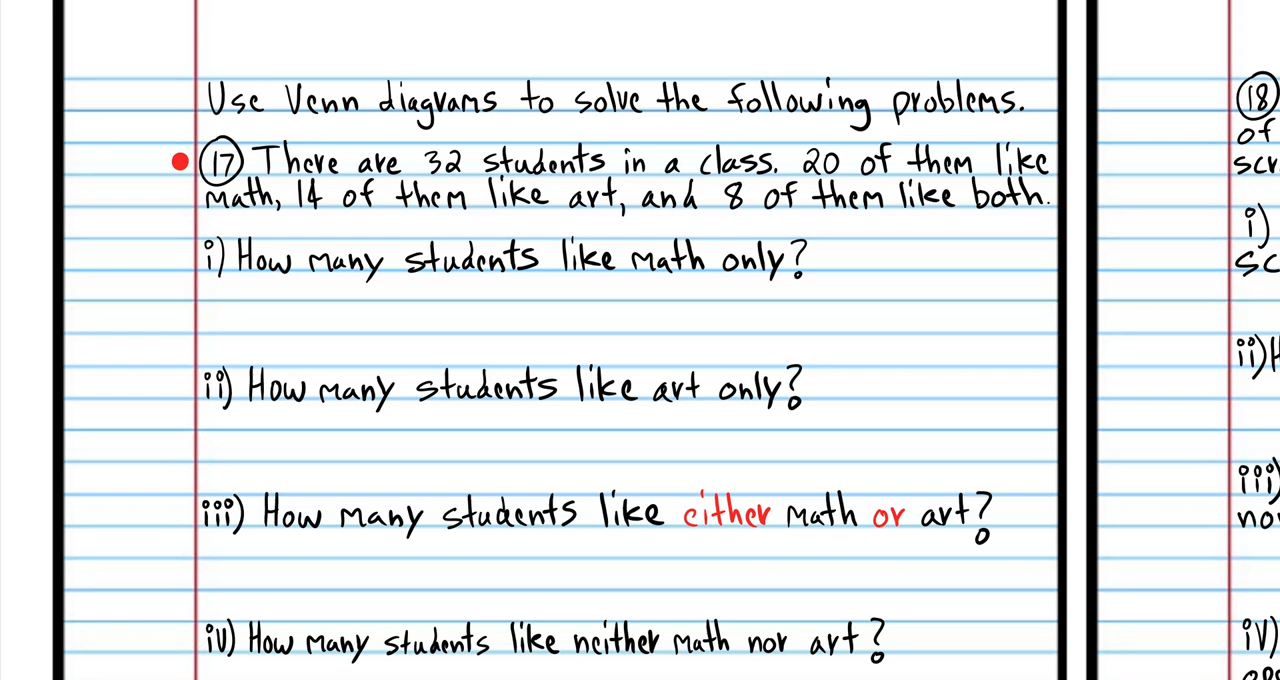 Use Venn diagrams to solve the following problems.
17 There are 32 students in a class. 20 of them like
math, 14 of them like art, and 8 of them like both.
i) How many students like math only?
ii) How many students like art only?
iii) How many students like either math or art?
iv) How many students like neither math nor art?
18
of
scr
i)
sc
ii) H
iii)
no
iv)